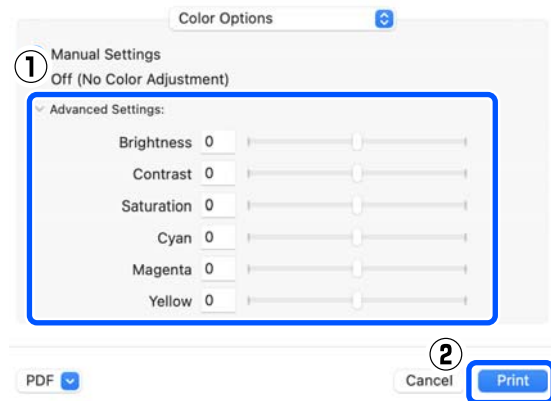 Color Options
Manual Settings
①
Off (No Color Adjustment)
Advanced Settings:
Brightness 0
Contrast 0
Saturation 0
Cyan 0
Magenta 0
Yellow 0
②
PDF Cancel Print